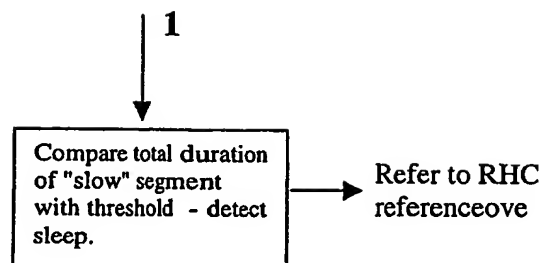 1
Compare total duration
of "slow" segment
with threshold - detect
sleep.
Refer to RHC
referenceove